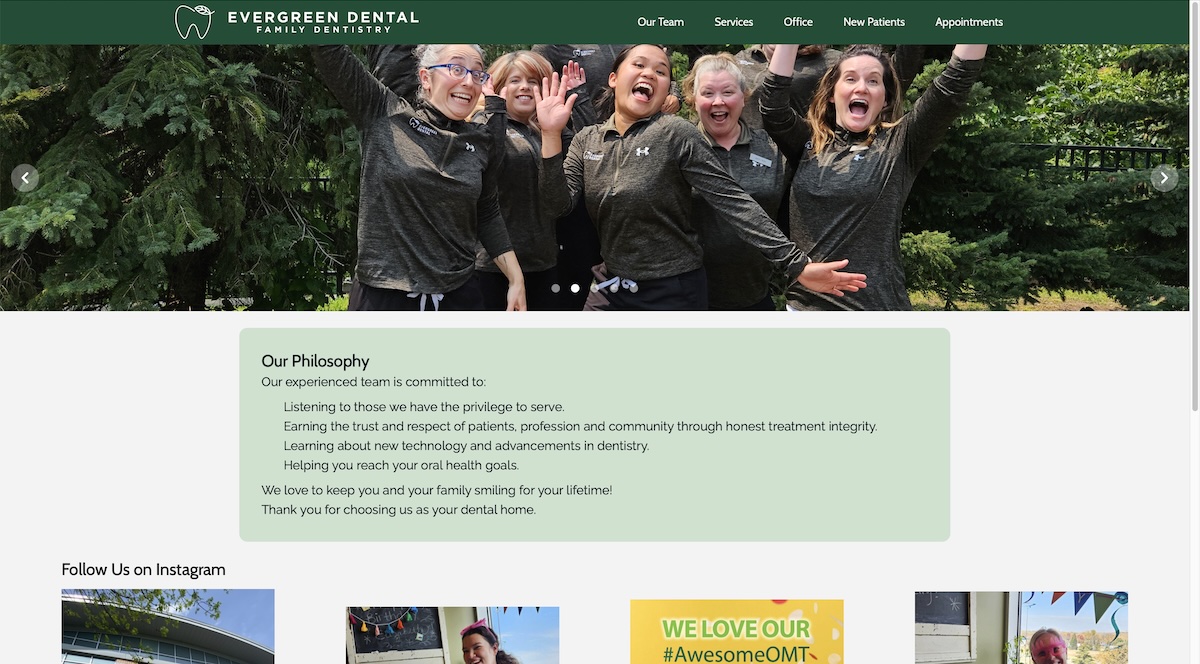 EVERGREEN DENTAL
FAMILY DENTISTRY
Our Team
Services
Office
New Patients
Appointments
EVERGREEN
DENTAL
Our Philosophy
Our experienced team is committed to:
Listening to those we have the privilege to serve.
Earning the trust and respect of patients, profession and community through honest treatment integrity.
Learning about new technology and advancements in dentistry.
Helping you reach your oral health goals.
We love to keep you and your family smiling for your lifetime!
Thank you for choosing us as your dental home.
Follow Us on Instagram
WE LOVE OUR
#AwesomeOMT